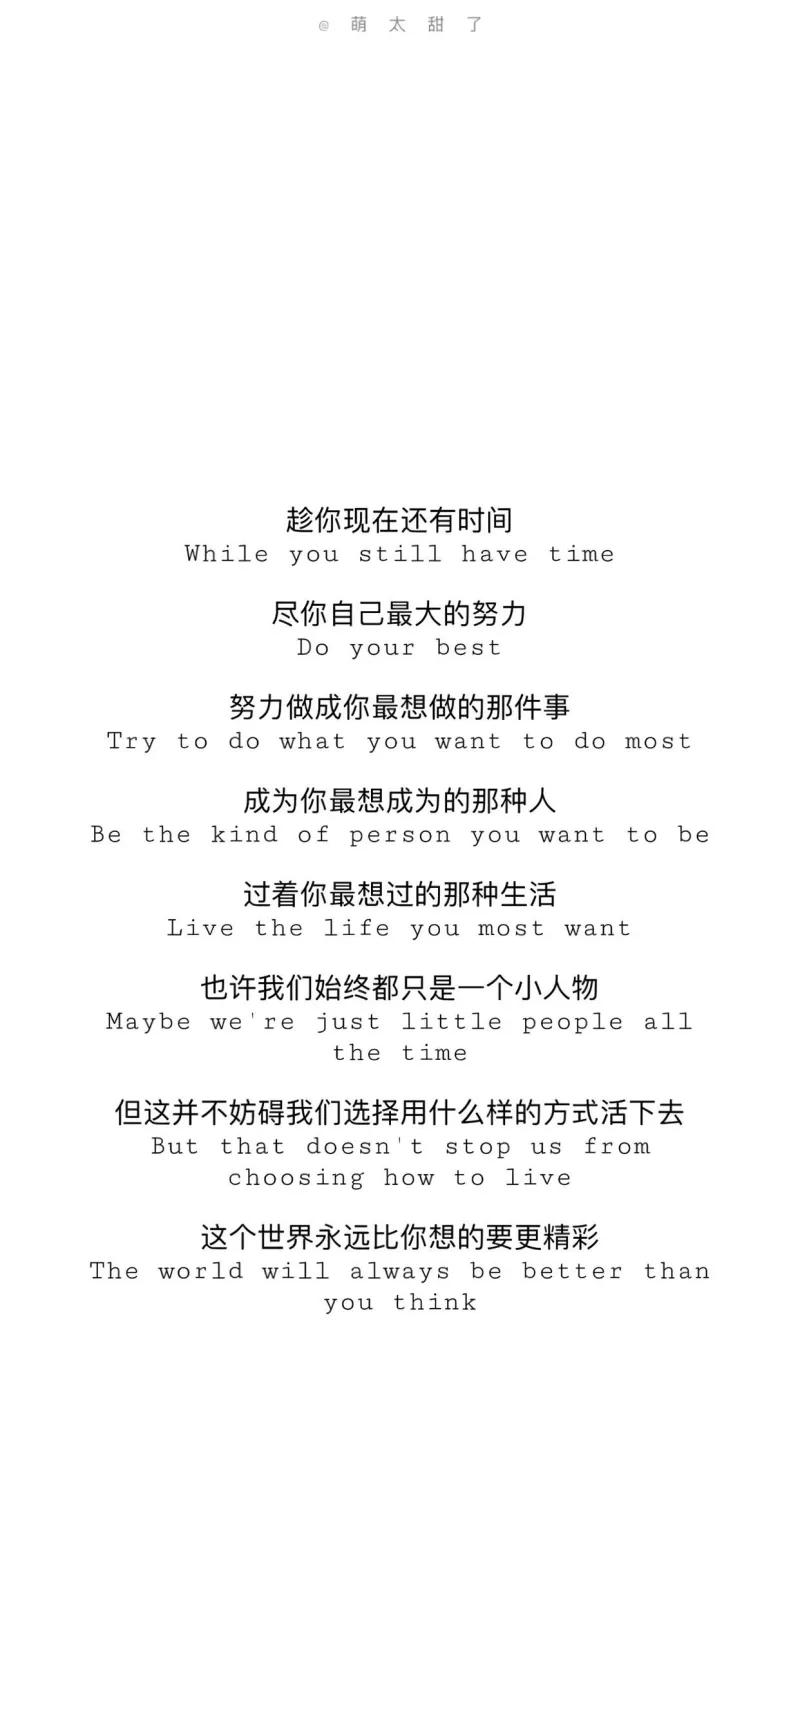 @萌太甜了
趁你现在还有时间
While you still have time
尽你自己最大的努力
Do your best
努力做成你最想做的那件事
Try to do what you want to do most
成为你最想成为的那种人
Be the kind of person you want to be
过着你最想过的那种生活
Live the life you most want
也许我们始终都只是一个小人物
Maybe we're just little people all
the time
但这并不妨碍我们选择用什么样的方式活下去
But that doesn't stop us from
choosing how to live
这个世界永远比你想的要更精彩
The world will always be better than
you think